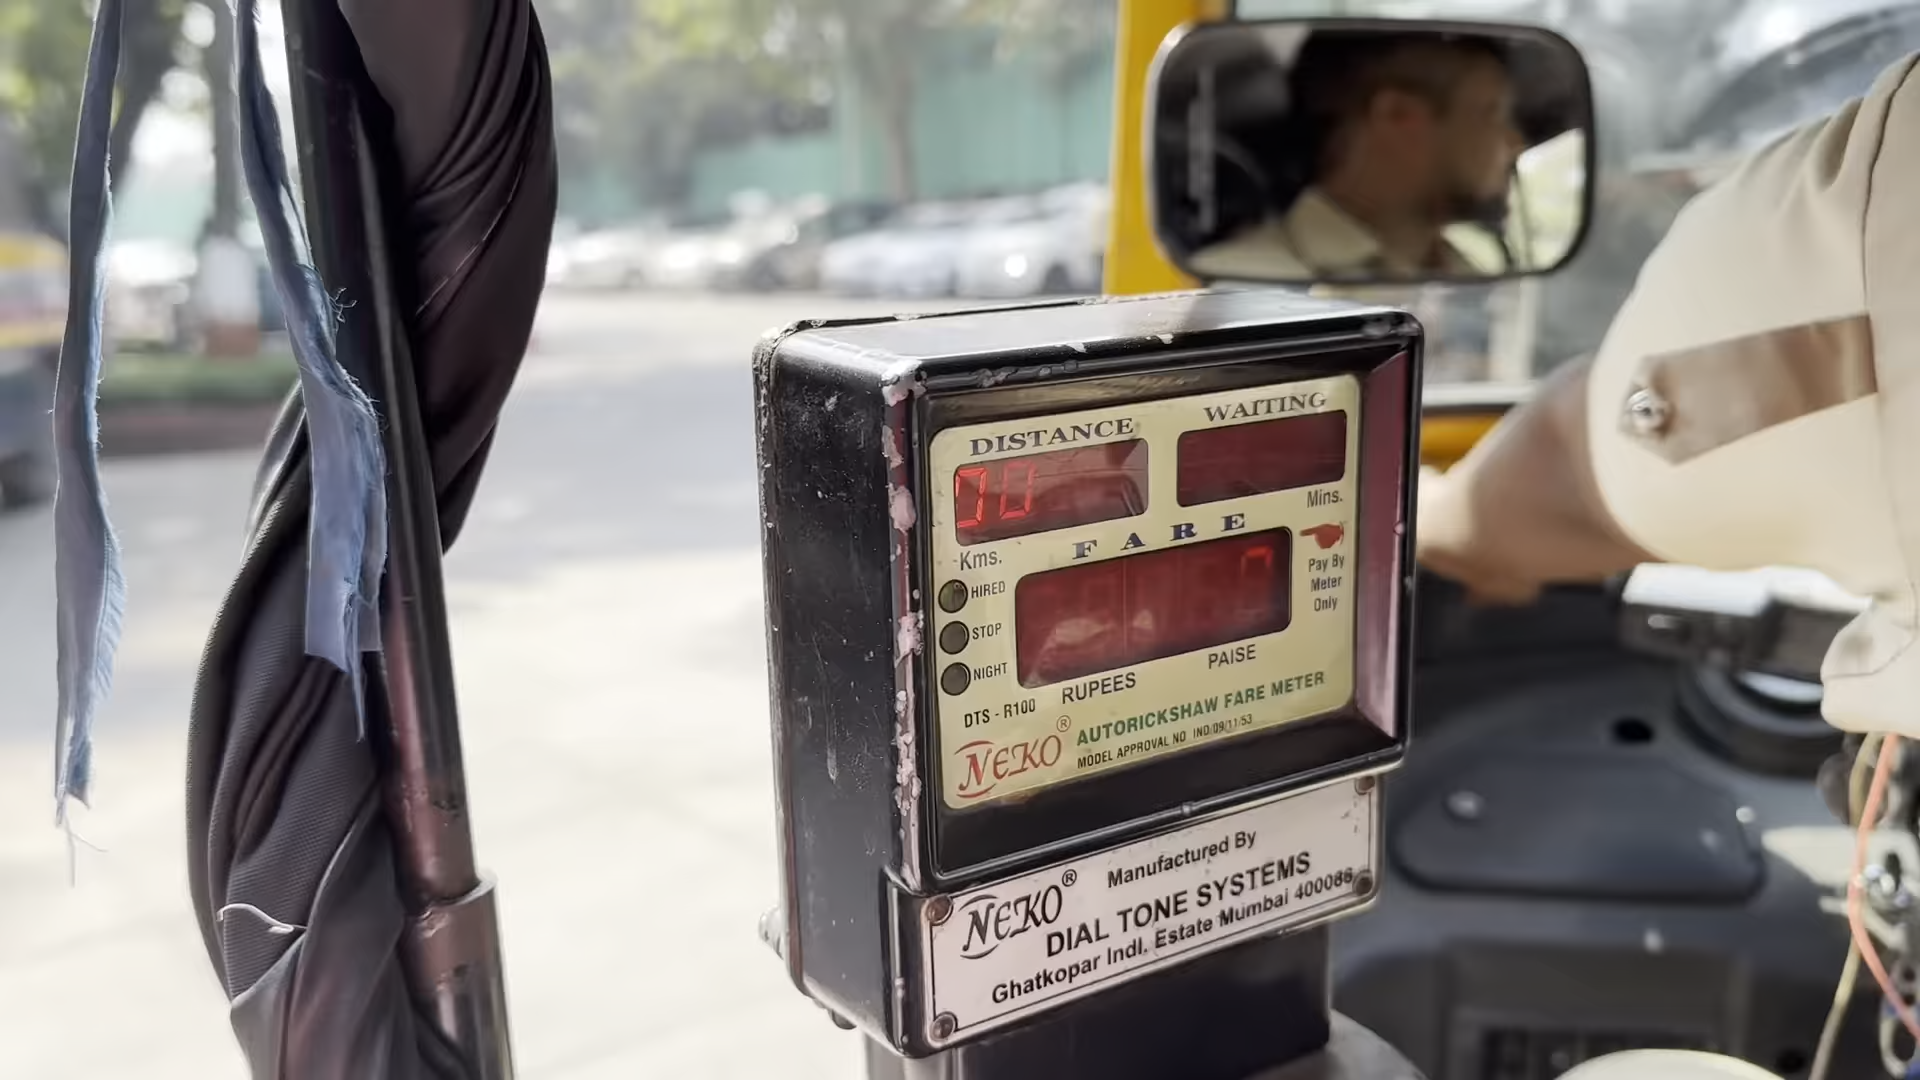 DISTANCE
WAITING
Kms.
Mins.
FARE
HIRED
STOP
NIGHT
Pay By
Meter
Only
RUPEES
PAISE
DTS - R100
NEKO®
AUTORICKSHAW FARE METER
MODEL APPROVAL NO IND/09/11/53
NEKO®
Manufactured By
DIAL TONE SYSTEMS
Ghatkopar Indl. Estate Mumbai 400086